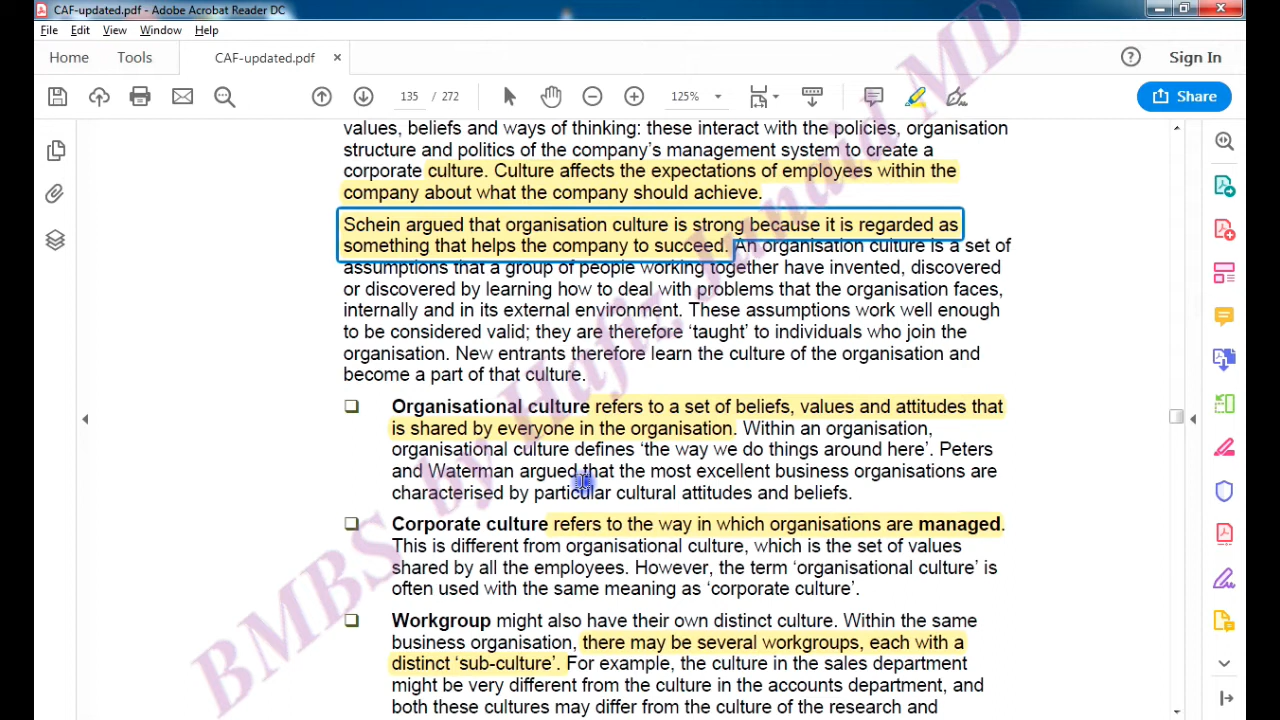 CAF-updated.pdf - Adobe Acrobat Reader DC
File Edit View Window Help
Home Tools CAF-updated.pdf × Sign In
135 / 272 125% Share
values, beliefs and ways of thinking: these interact with the policies, organisation
structure and politics of the company's management system to create a
corporate culture. Culture affects the expectations of employees within the
company about what the company should achieve.
Schein argued that organisation culture is strong because it is regarded as
something that helps the company to succeed. An organisation culture is a set of
assumptions that a group of people working together have invented, discovered
or discovered by learning how to deal with problems that the organisation faces,
internally and in its external environment. These assumptions work well enough
to be considered valid; they are therefore 'taught' to individuals who join the
organisation. New entrants therefore learn the culture of the organisation and
become a part of that culture.
Organisational culture refers to a set of beliefs, values and attitudes that
is shared by everyone in the organisation. Within an organisation,
organisational culture defines 'the way we do things around here'. Peters
and Waterman argued that the most excellent business organisations are
characterised by particular cultural attitudes and beliefs.
Corporate culture refers to the way in which organisations are managed.
This is different from organisational culture, which is the set of values
shared by all the employees. However, the term 'organisational culture' is
often used with the same meaning as 'corporate culture'.
Workgroup might also have their own distinct culture. Within the same
business organisation, there may be several workgroups, each with a
distinct 'sub-culture'. For example, the culture in the sales department
might be very different from the culture in the accounts department, and
both these cultures may differ from the culture of the research and
BMBS by Hafiz Junaid MD